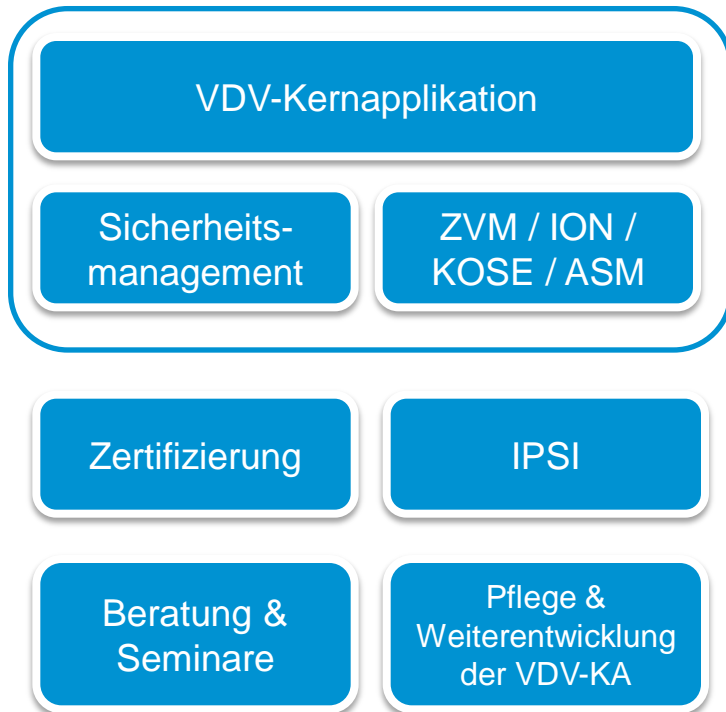 VDV-Kernapplikation
Sicherheits-
management
ZVM / ION /
KOSE / ASM
Zertifizierung
IPSI
Beratung &
Seminare
Pflege &
Weiterentwicklung
der VDV-KA